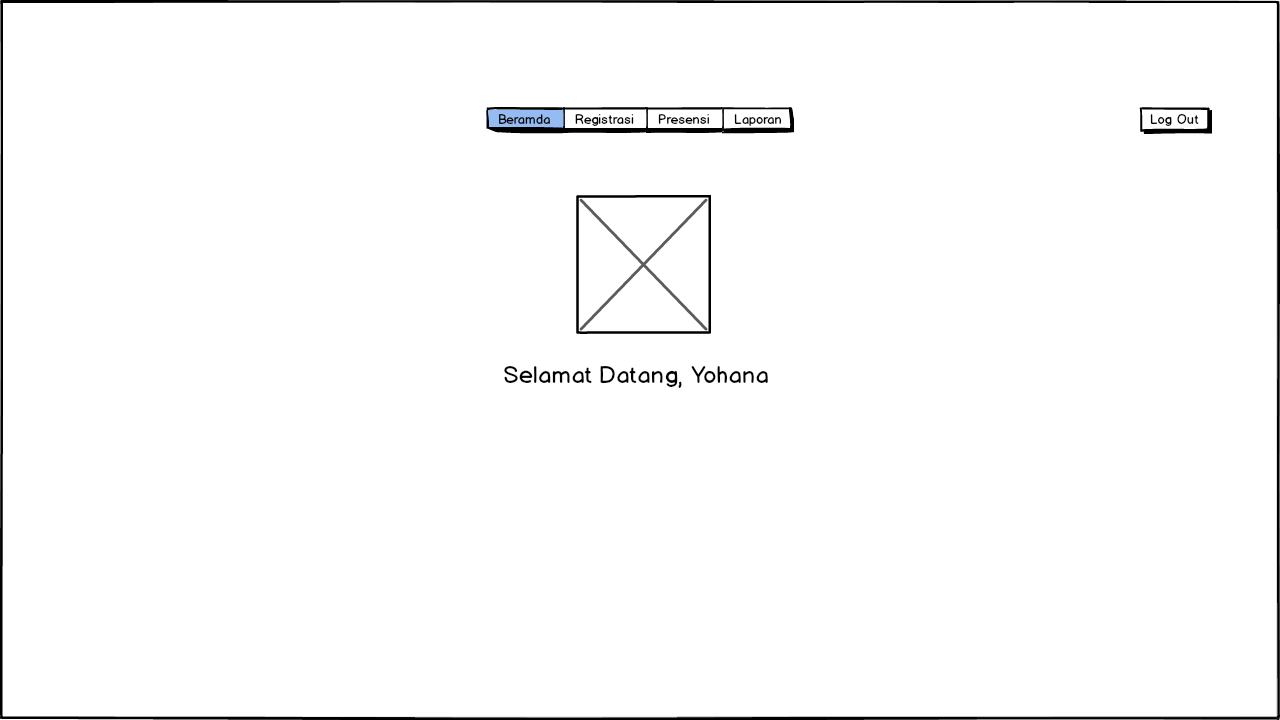 Beramda Registrasi Presensi Laporan Log Out
Selamat Datang, Yohana